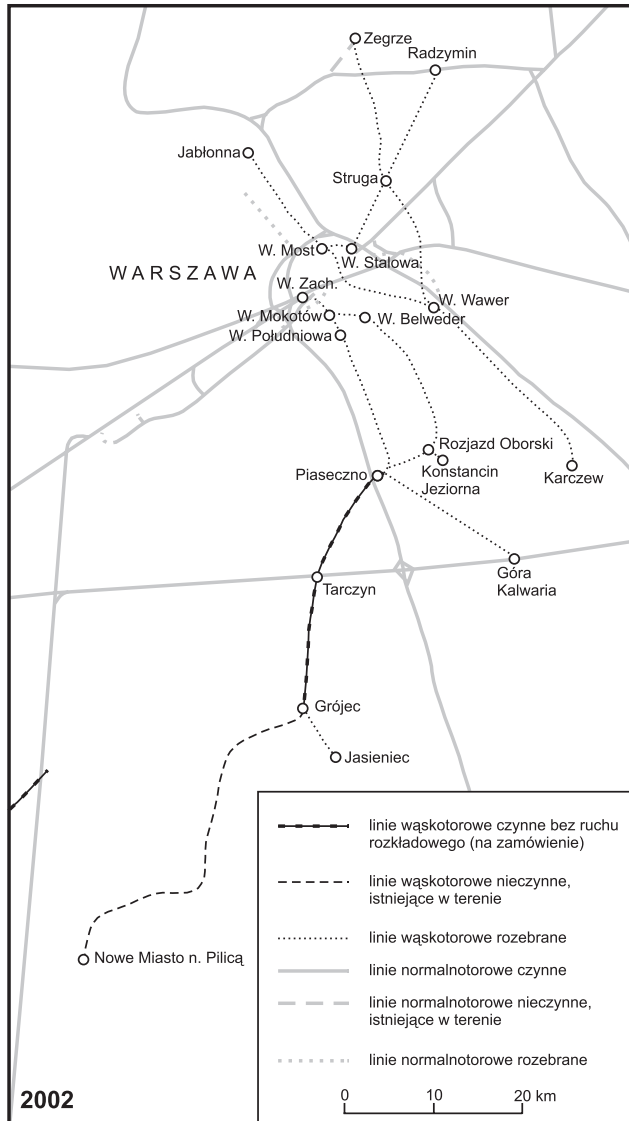 Zegrze
Radzymin
Jabłonna
Struga
W. Most
W. Stalowa
WARSZAWA
W. Zach.
W. Wawer
W. Mokotów
W. Belweder
W. Południowa
Rozjazd Oborski
Piaseczno
Konstancin
Jeziorna
Karczew
Góra
Kalwaria
Tarczyn
Grójec
Jasieniec
Nowe Miasto n. Pilicą
linie wąskotorowe czynne bez ruchu
rozkładowego (na zamówienie)
linie wąskotorowe nieczynne,
istniejące w terenie
linie wąskotorowe rozebrane
linie normalnotorowe czynne
linie normalnotorowe nieczynne,
istniejące w terenie
linie normalnotorowe rozebrane
0 10 20 km
2002